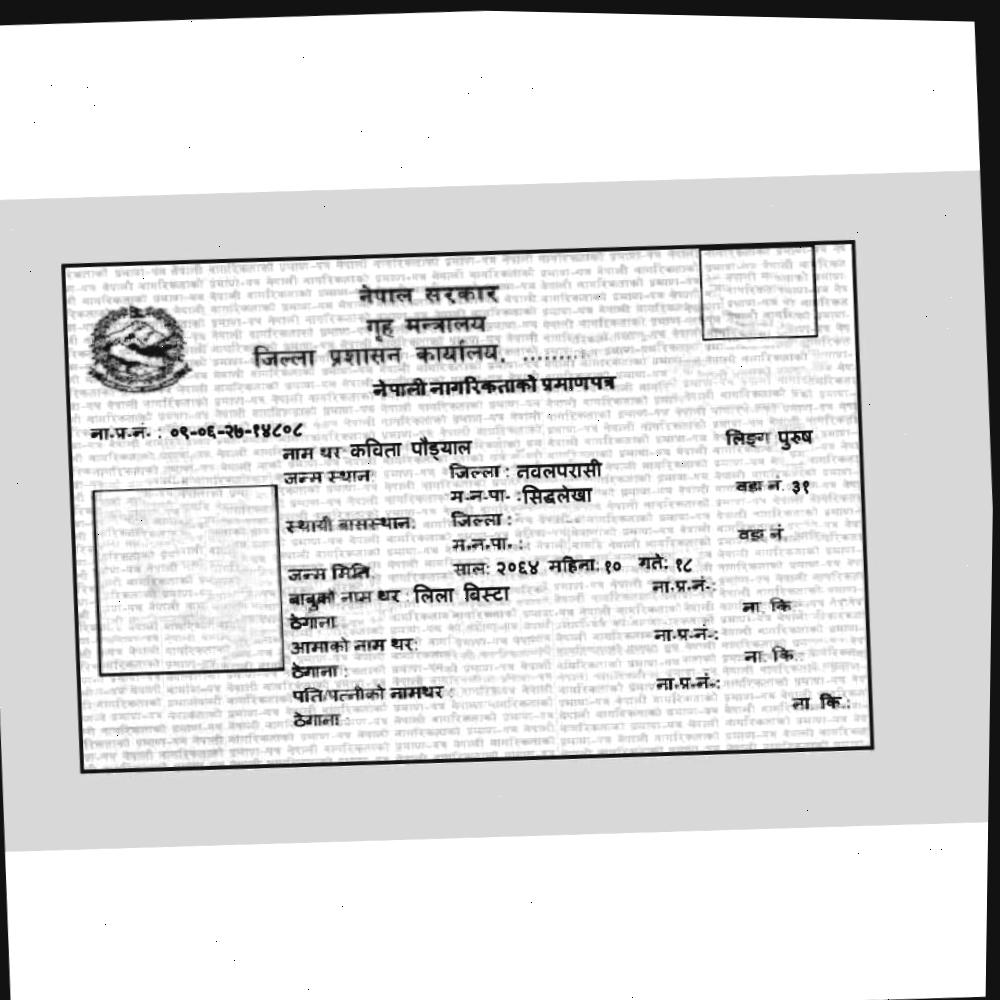 नेपाल सरकार
गृह मन्त्रालय
जिल्ला प्रशासन कार्यालय, .........
नेपाली नागरिकताको प्रमाणपत्र
ना.प्र.नं. : ०९-०६-२७-१४८०८
नाम थर कविता पौड्याल लिङ्ग पुरुष
जन्म स्थान: जिल्ला : नवलपरासी
म.न.पा. : सिद्धलेखा वडा नं. ३१
स्थायी बासस्थान: जिल्ला :
म.न.पा. : वडा नं.
जन्म मिति साल: २०६४ महिना: १० गते: १८
बाबुको नाम थर : लिला बिस्टा ना.प्र.नं.:
ठेगाना ना. कि
आमाको नाम थर: ना.प्र.नं.:
ठेगाना : ना. कि.:
पति/पत्नीको नामथर : ना.प्र.नं.:
ठेगाना : ना. कि.: